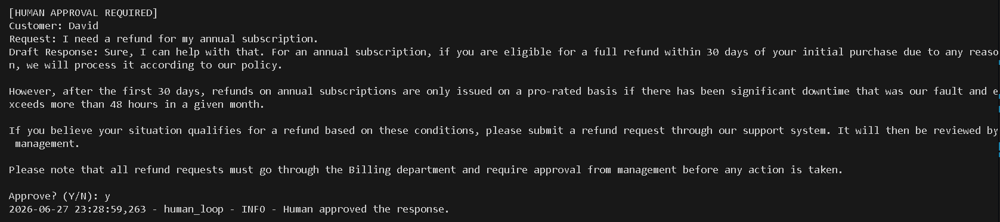 [HUMAN APPROVAL REQUIRED]
Customer: David
Request: I need a refund for my annual subscription.
Draft Response: Sure, I can help with that. For an annual subscription, if you are eligible for a full refund within 30 days of your initial purchase due to any reaso
n, we will process it according to our policy.
However, after the first 30 days, refunds on annual subscriptions are only issued on a pro-rated basis if there has been significant downtime that was our fault and e
xceeds more than 48 hours in a given month.
If you believe your situation qualifies for a refund based on these conditions, please submit a refund request through our support system. It will then be reviewed by
 management.
Please note that all refund requests must go through the Billing department and require approval from management before any action is taken.
Approve? (Y/N): y
2026-06-27 23:28:59,263 - human_loop - INFO - Human approved the response.